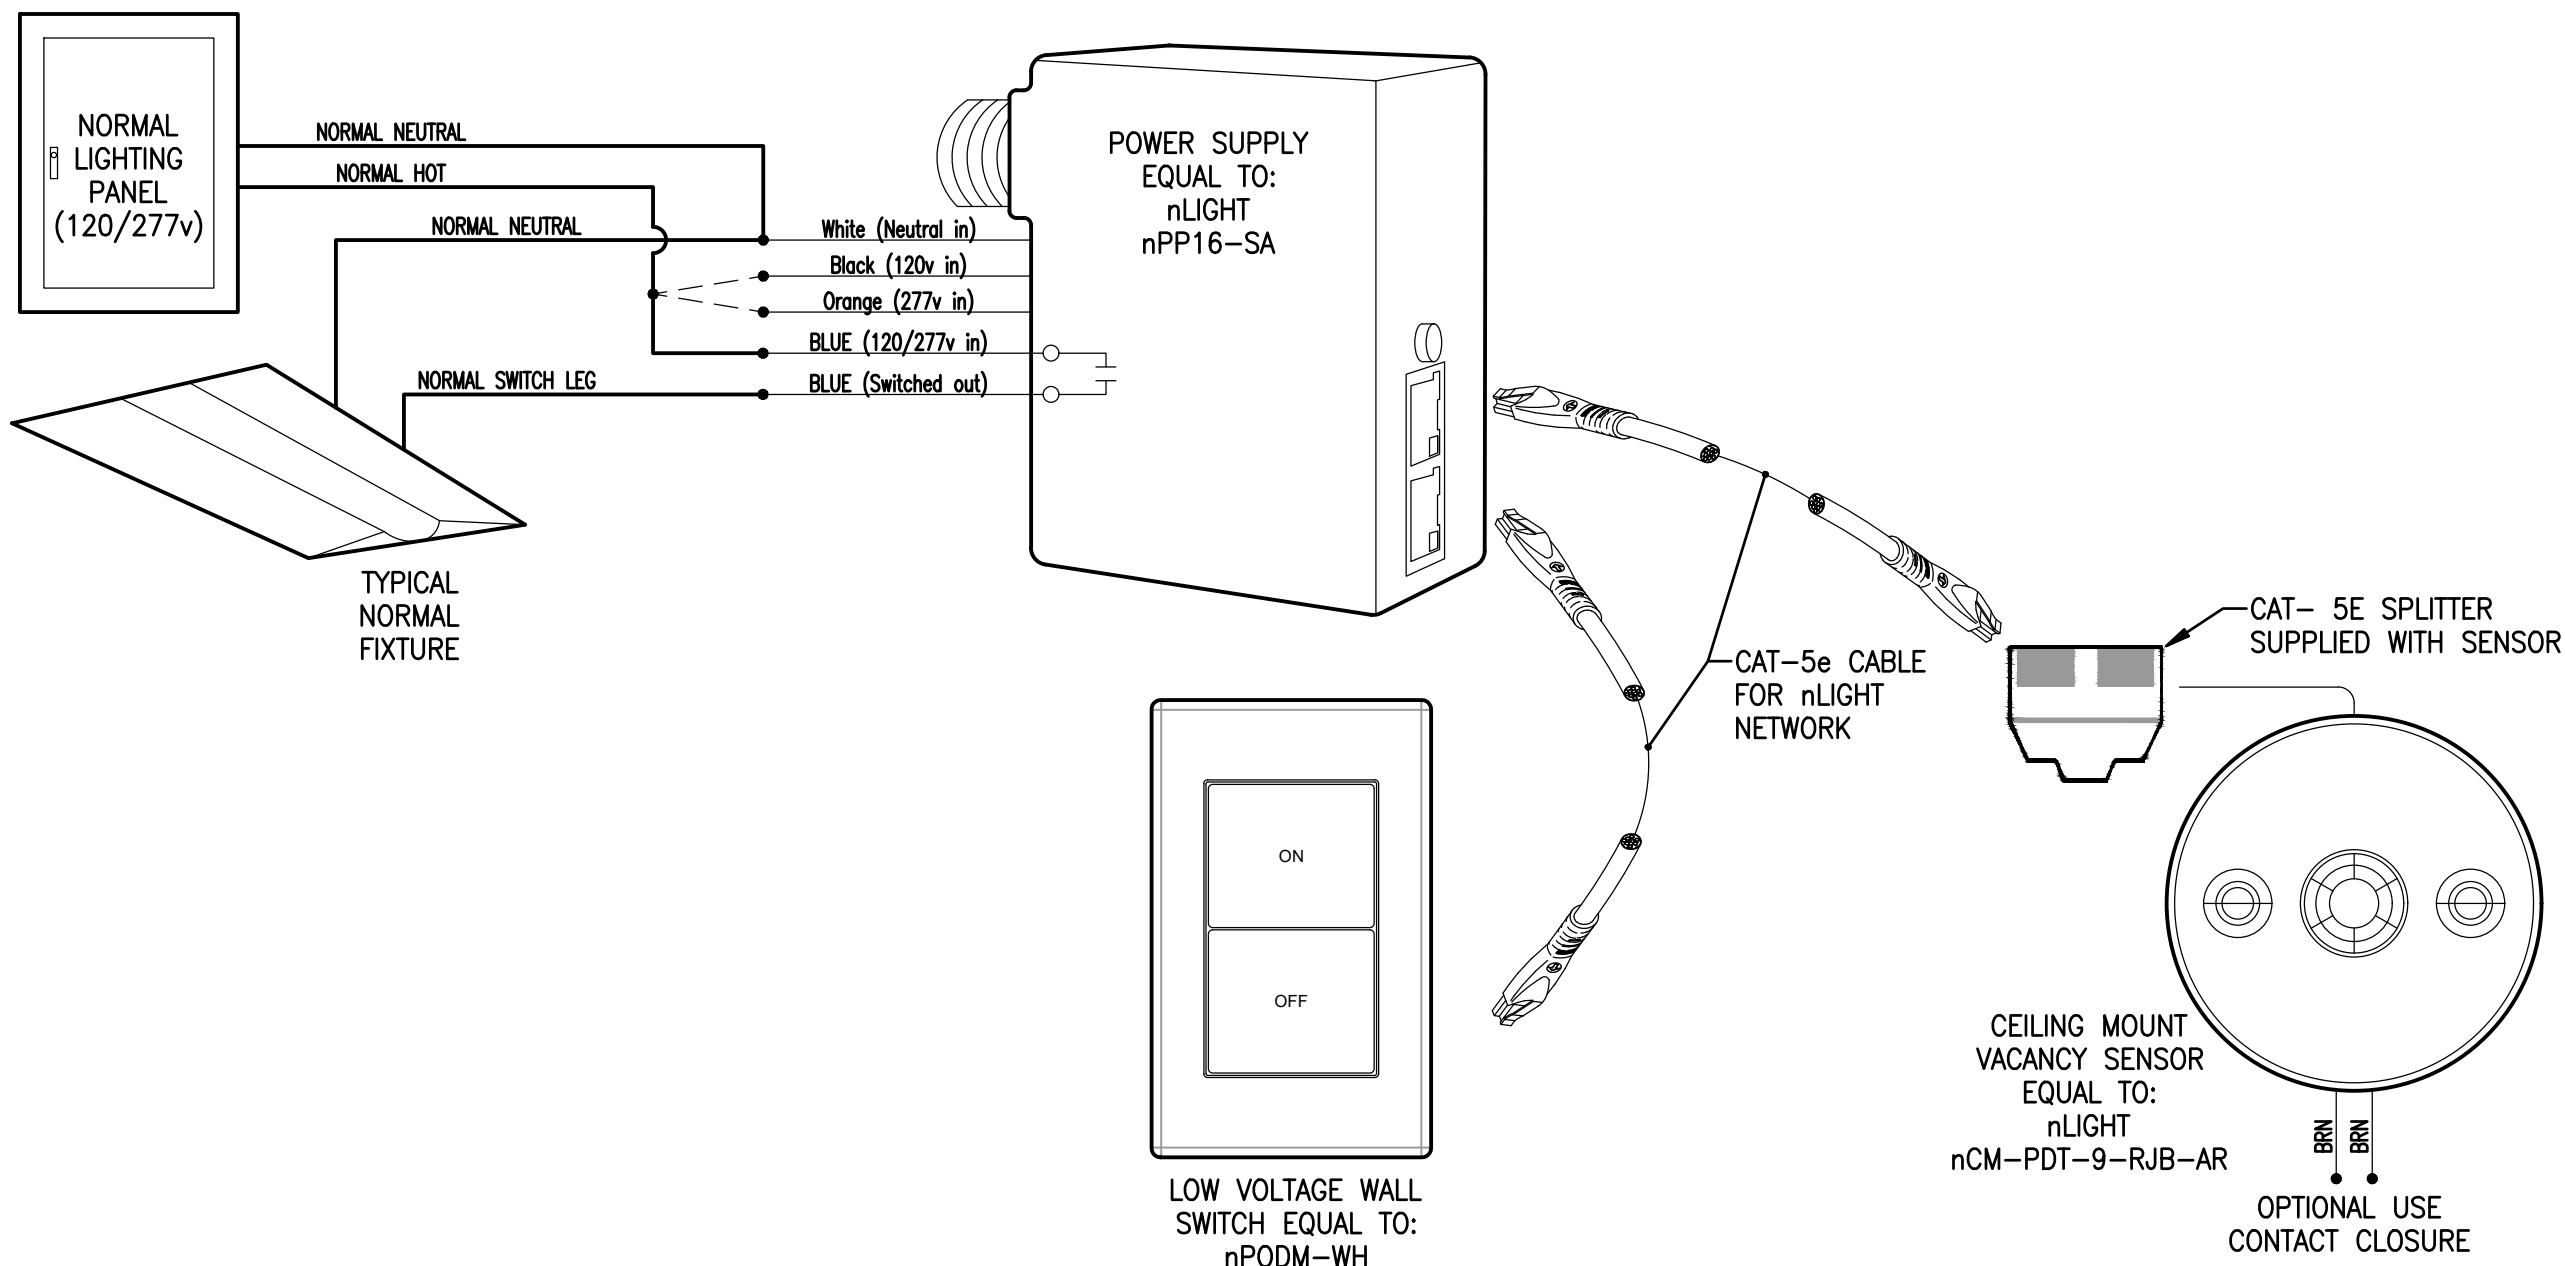 NORMAL
LIGHTING
PANEL
(120/277v)
NORMAL NEUTRAL
NORMAL HOT
NORMAL NEUTRAL
NORMAL SWITCH LEG
White (Neutral in)
Black (120v in)
Orange (277v in)
BLUE (120/277v in)
BLUE (Switched out)
POWER SUPPLY
EQUAL TO:
nLIGHT
nPP16-SA
TYPICAL
NORMAL
FIXTURE
CAT- 5E SPLITTER
SUPPLIED WITH SENSOR
CAT-5e CABLE
FOR nLIGHT
NETWORK
ON
OFF
LOW VOLTAGE WALL
SWITCH EQUAL TO:
nPODM-WH
CEILING MOUNT
VACANCY SENSOR
EQUAL TO:
nLIGHT
nCM-PDT-9-RJB-AR
BRN
BRN
OPTIONAL USE
CONTACT CLOSURE